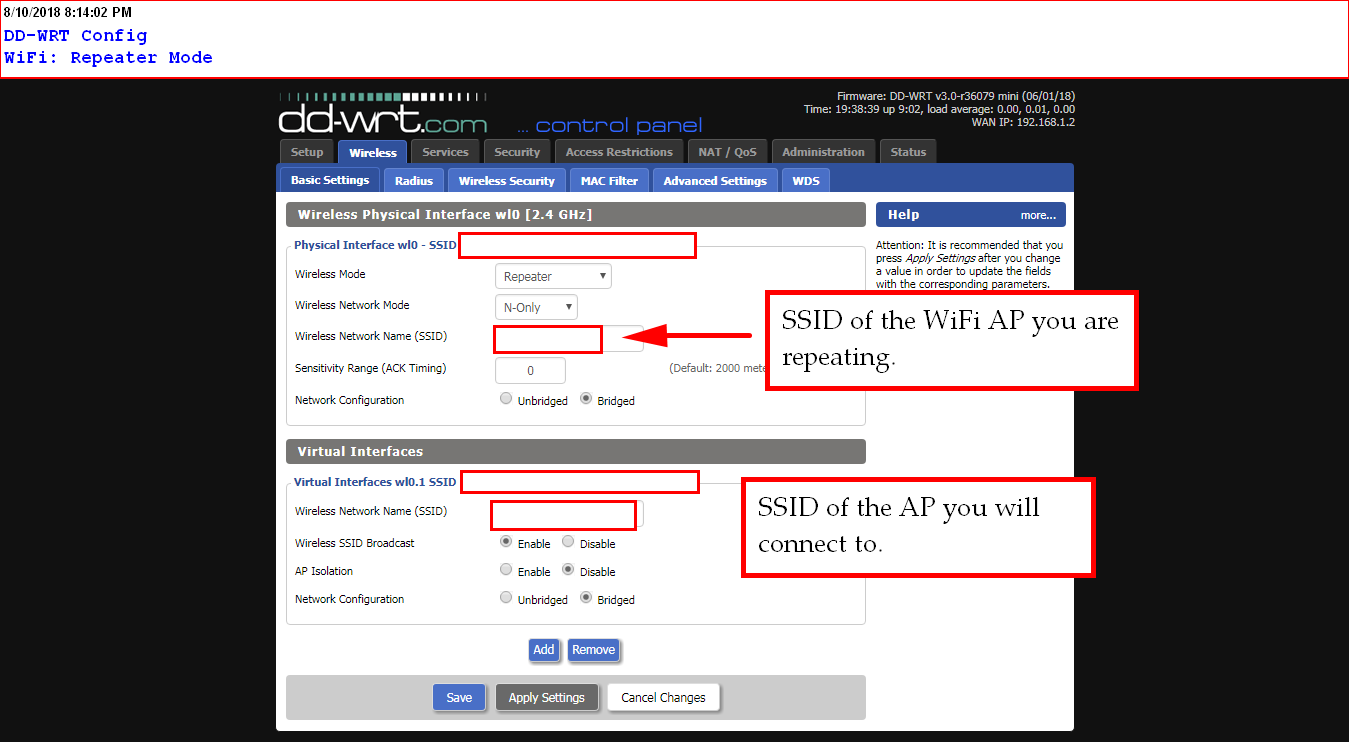 8/10/2018 8:14:02 PM
DD-WRT Config
WiFi: Repeater Mode
dd-wrt.com ... control panel
Firmware: DD-WRT v3.0-r36079 mini (06/01/18)
Time: 19:38:39 up 9:02, load average: 0.00, 0.01, 0.00
WAN IP: 192.168.1.2
Setup Wireless Services Security Access Restrictions NAT / QoS Administration Status
Basic Settings Radius Wireless Security MAC Filter Advanced Settings WDS
Wireless Physical Interface wl0 [2.4 GHz]
Physical Interface wl0 - SSID
Wireless Mode Repeater
Wireless Network Mode N-Only
Wireless Network Name (SSID)
Sensitivity Range (ACK Timing) 0 (Default: 2000 mete
Network Configuration Unbridged Bridged
Virtual Interfaces
Virtual Interfaces wl0.1 SSID
Wireless Network Name (SSID)
Wireless SSID Broadcast Enable Disable
AP Isolation Enable Disable
Network Configuration Unbridged Bridged
Add Remove
Save Apply Settings Cancel Changes
Help more...
Attention: It is recommended that you
press Apply Settings after you change
a value in order to update the fields
with the corresponding parameters.
SSID of the WiFi AP you are
repeating.
SSID of the AP you will
connect to.